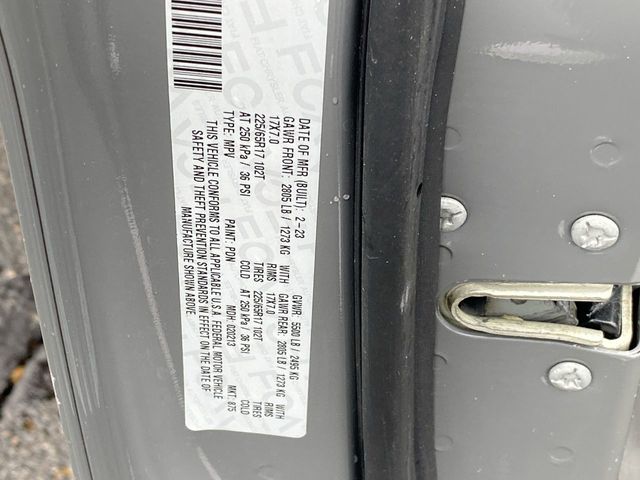 DATE OF MFR (BUILT): 2-23 GVWR: 5500 LB / 2495 KG
GAWR FRONT: 2805 LB / 1273 KG WITH GAWR REAR 2805 LB / 1273 KG WITH
17X7.0 RIMS 17X7.0 RIMS
225/65R17 102T TIRES 225/65R17 102T TIRES
AT 250 kPa / 36 PSI COLD AT 250 kPa / 36 PSI COLD
TYPE: MPV PAINT: PDN MDH: 020213 MKT: 875
THIS VEHICLE CONFORMS TO ALL APPLICABLE U.S.A. FEDERAL MOTOR VEHICLE
SAFETY AND THEFT PREVENTION STANDARDS IN EFFECT ON THE DATE OF
MANUFACTURE SHOWN ABOVE